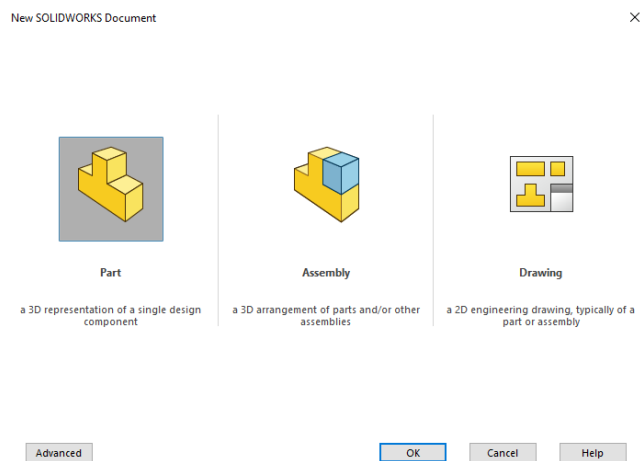 New SOLIDWORKS Document
Part
a 3D representation of a single design
component
Assembly
a 3D arrangement of parts and/or other
assemblies
Drawing
a 2D engineering drawing, typically of a
part or assembly
Advanced
OK
Cancel
Help